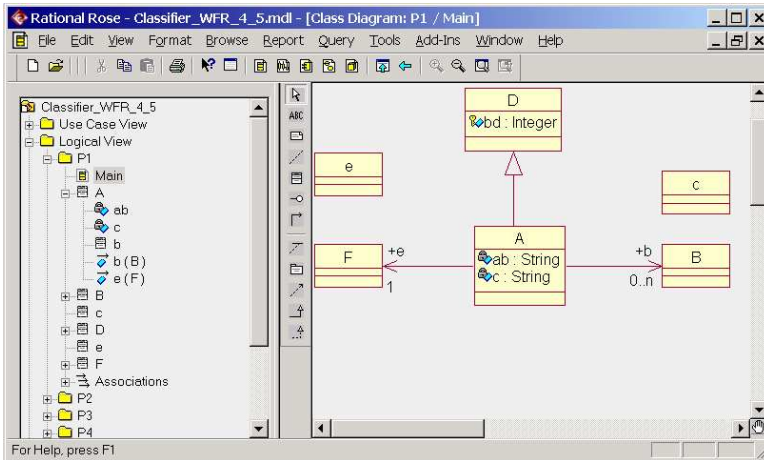 Rational Rose - Classifier_WFR_4_5.mdl - [Class Diagram: P1 / Main]
File Edit View Format Browse Report Query Tools Add-Ins Window Help
Classifier_WFR_4_5
Use Case View
Logical View
P1
Main
A
ab
c
b
b (B)
e (F)
B
c
D
e
F
Associations
P2
P3
P4
ABC
D
bd : Integer
e
c
A
ab : String
c : String
F
+e
1
+b
0..n
B
For Help, press F1